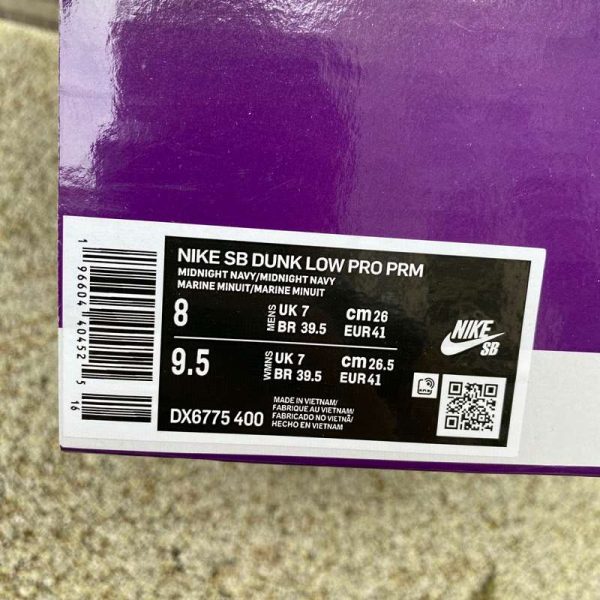 NIKE SB DUNK LOW PRO PRM
MIDNIGHT NAVY/MIDNIGHT NAVY
MARINE MINUIT/MARINE MINUIT
8 MENS UK 7 cm 26
BR 39.5 EUR 41
9.5 WMNS UK 7 cm 26.5
BR 39.5 EUR 41
NIKE
SB
DX6775 400
MADE IN VIETNAM/
FABRIQUÉ AU VIETNAM/
FABRICADO NO VIETNÃ/
HECHO EN VIETNAM
1 96604 40452 5
16